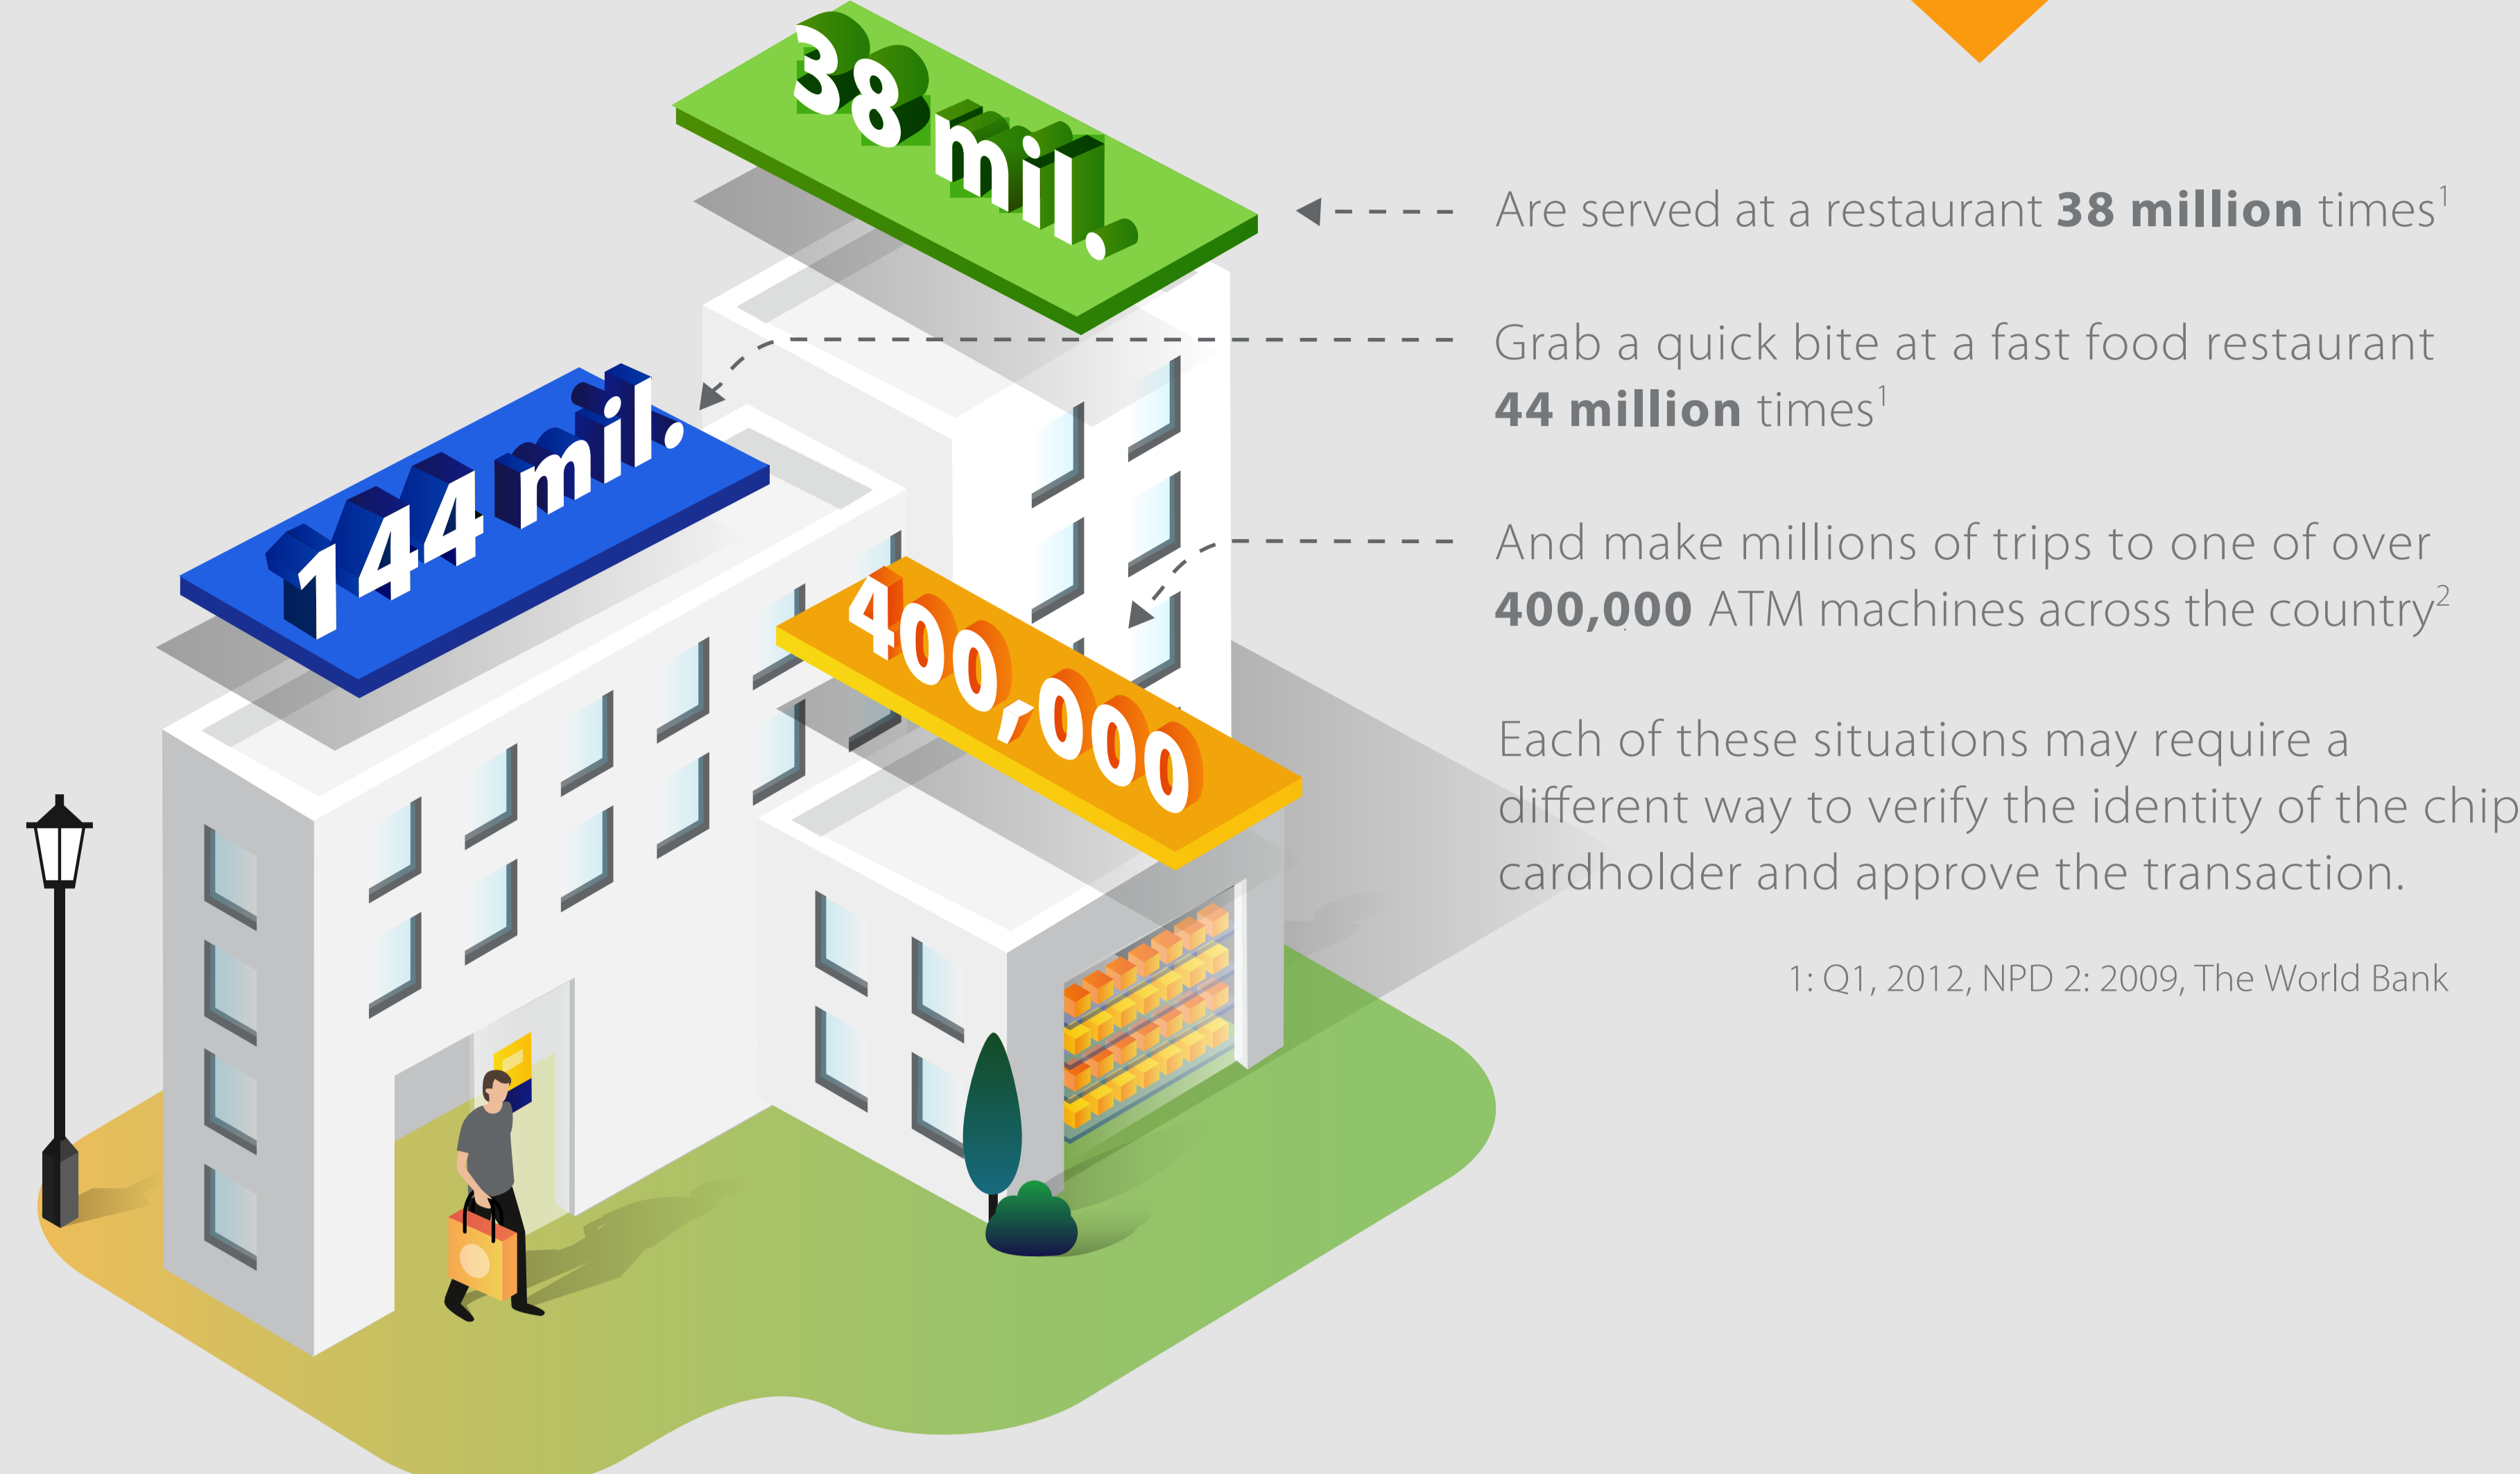 38 mil.
144 mil.
400,000
Are served at a restaurant 38 million times1
Grab a quick bite at a fast food restaurant
44 million times1
And make millions of trips to one of over
400,000 ATM machines across the country2
Each of these situations may require a
different way to verify the identity of the chip
cardholder and approve the transaction.
1: Q1, 2012, NPD 2: 2009, The World Bank